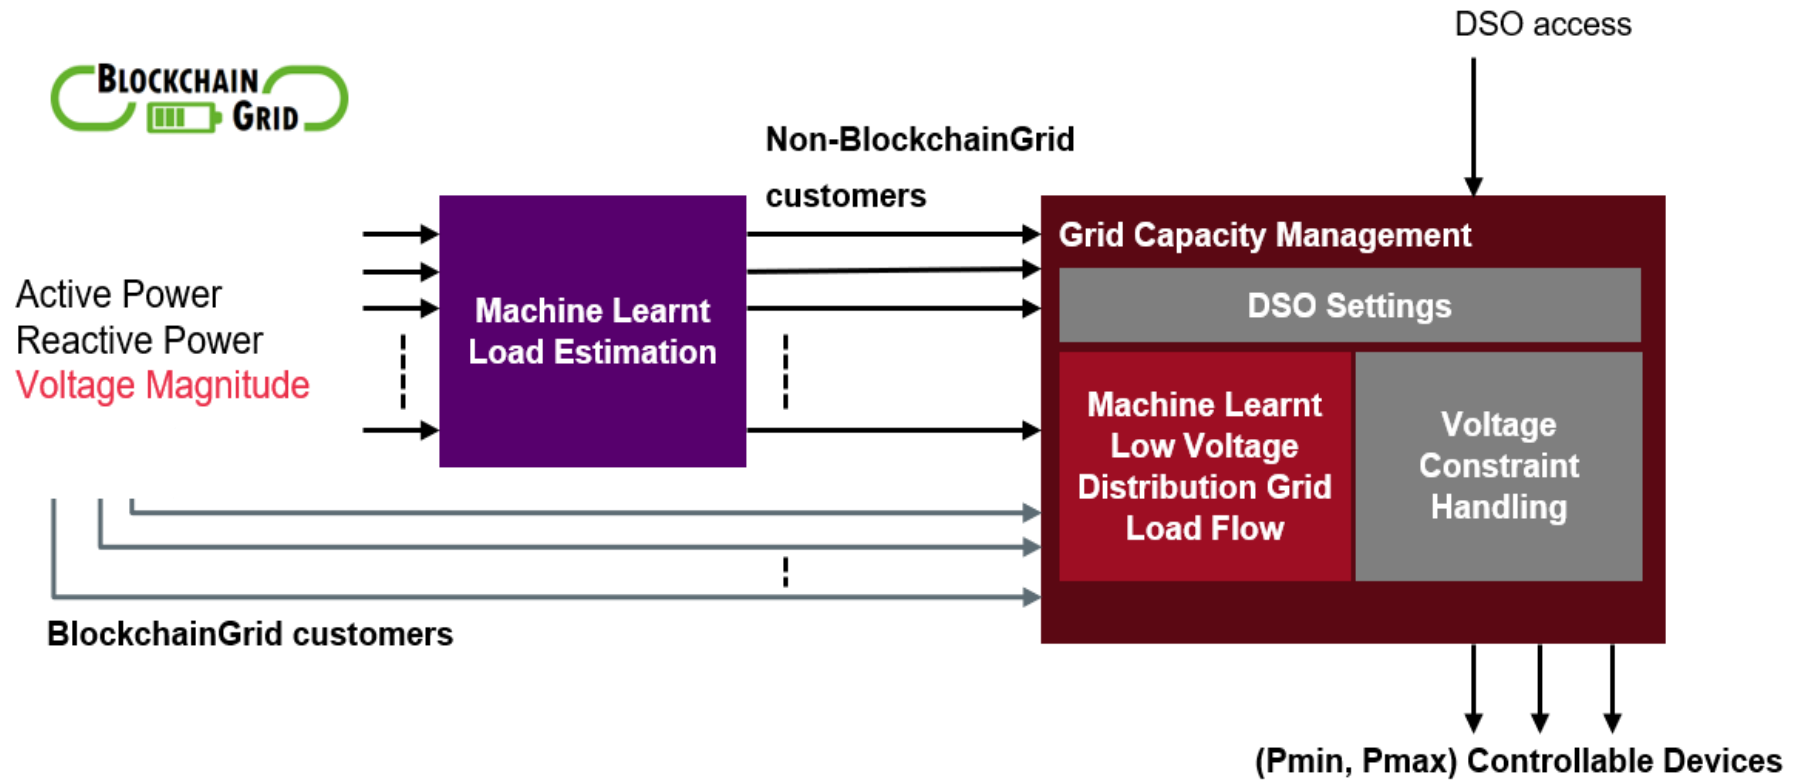 DSO access
BLOCKCHAIN
GRID
Non-BlockchainGrid
customers
Grid Capacity Management
DSO Settings
Active Power
Reactive Power
Voltage Magnitude
Machine Learnt
Load Estimation
Machine Learnt
Low Voltage
Distribution Grid
Load Flow
Voltage
Constraint
Handling
BlockchainGrid customers
(Pmin, Pmax) Controllable Devices